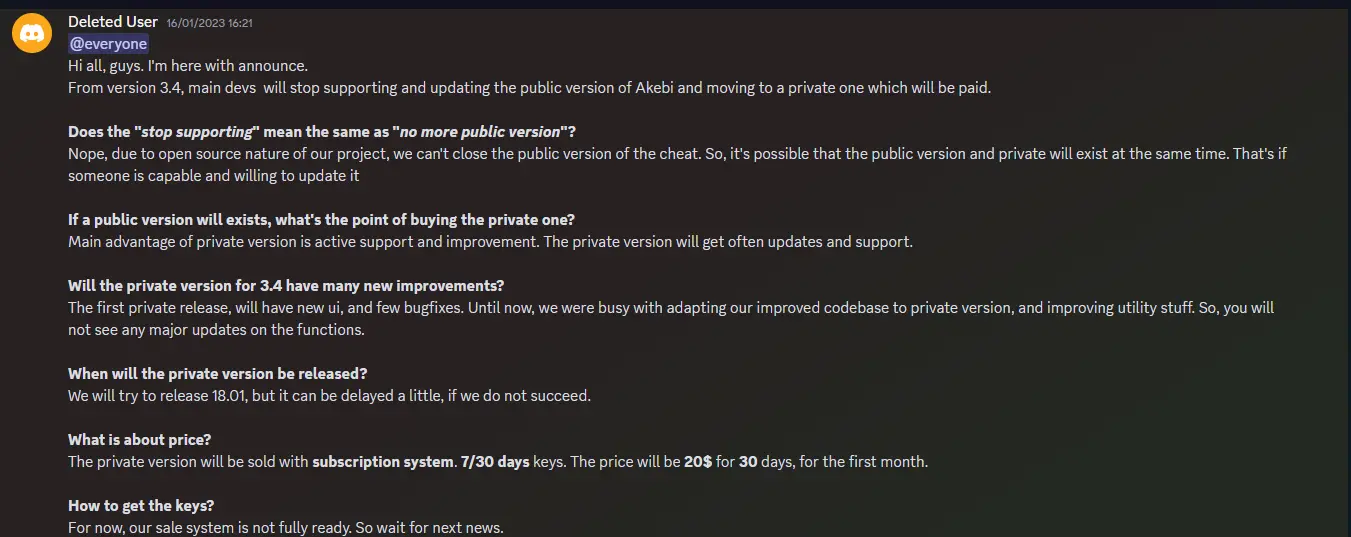 Deleted User 16/01/2023 16:21
@everyone
Hi all, guys. I'm here with announce.
From version 3.4, main devs  will stop supporting and updating the public version of Akebi and moving to a private one which will be paid.
Does the "stop supporting" mean the same as "no more public version"?
Nope, due to open source nature of our project, we can't close the public version of the cheat. So, it's possible that the public version and private will exist at the same time. That's if
someone is capable and willing to update it
If a public version will exists, what's the point of buying the private one?
Main advantage of private version is active support and improvement. The private version will get often updates and support.
Will the private version for 3.4 have many new improvements?
The first private release, will have new ui, and few bugfixes. Until now, we were busy with adapting our improved codebase to private version, and improving utility stuff. So, you will
not see any major updates on the functions.
When will the private version be released?
We will try to release 18.01, but it can be delayed a little, if we do not succeed.
What is about price?
The private version will be sold with subscription system. 7/30 days keys. The price will be 20$ for 30 days, for the first month.
How to get the keys?
For now, our sale system is not fully ready. So wait for next news.